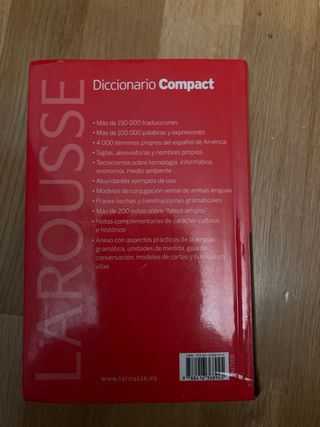 LAROUSSE
Diccionario Compact
• Más de 150 000 traducciones
• Más de 100 000 palabras y expresiones
• 4 000 términos propios del español de América
• Siglas, abreviaturas y nombres propios
• Tecnicismos sobre tecnología, informática,
economía, medio ambiente...
• Abundantes ejemplos de uso
• Modelos de conjugación verbal de ambas lenguas
• Frases hechas y construcciones gramaticales
• Más de 200 notas sobre "falsos amigos"
• Notas complementarias de carácter cultural
e histórico
• Anexo con aspectos prácticos de la lengua:
gramática, unidades de medida, guía de
conversación, modelos de cartas y currículum
vitae
www.larousse.es